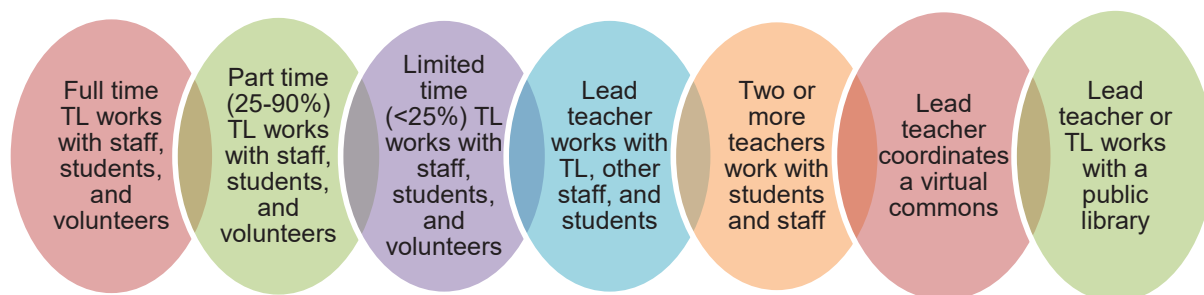 Full time
TL works
with staff,
students,
and
volunteers
Part time
(25-90%)
TL works
with staff,
students,
and
volunteers
Limited
time
(<25%) TL
works with
staff,
students,
and
volunteers
Lead
teacher
works with
TL, other
staff, and
students
Two or
more
teachers
work with
students
and staff
Lead
teacher
coordinates
a virtual
commons
Lead
teacher or
TL works
with a
public
library